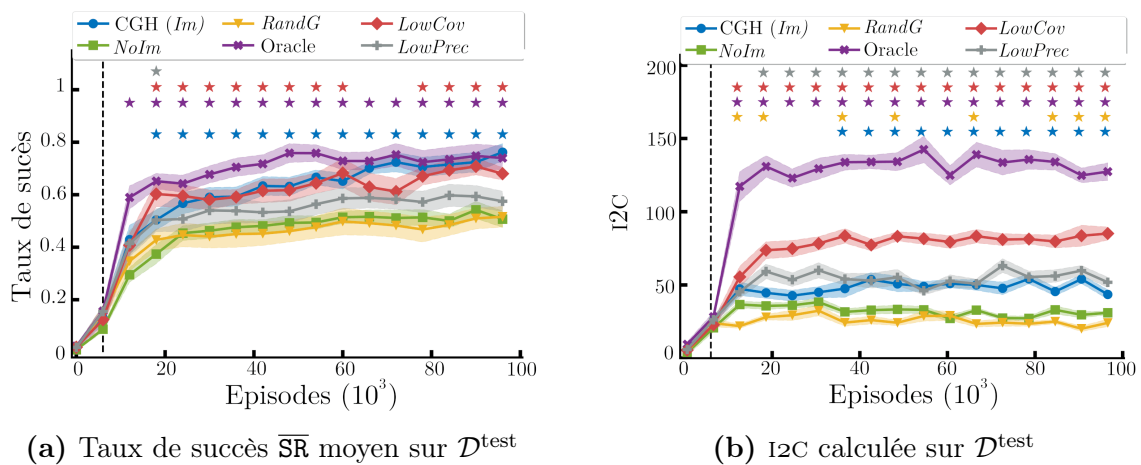 CGH (Im) RandG LowCov
NoIm Oracle LowPrec
Taux de succès
1
0.8
0.6
0.4
0.2
0
0 20 40 60 80 100
Episodes (10³)
(a) Taux de succès SR moyen sur D^test
CGH (Im) RandG LowCov
NoIm Oracle LowPrec
I2C
200
150
100
50
0
0 20 40 60 80 100
Episodes (10³)
(b) I2C calculée sur D^test